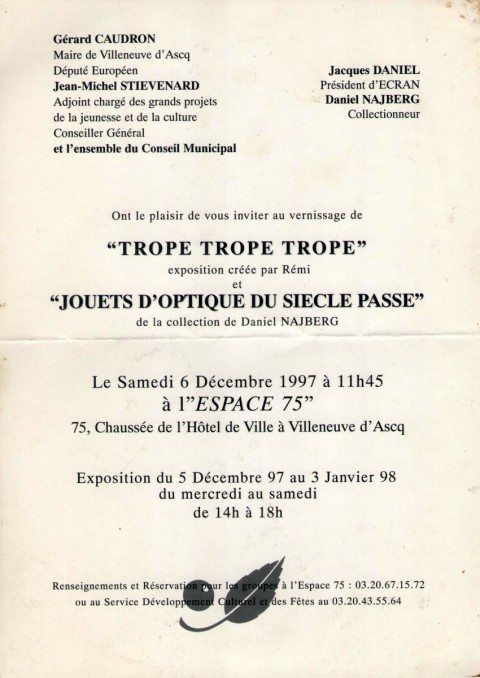 Gérard CAUDRON
Maire de Villeneuve d'Ascq
Député Européen
Jean-Michel STIEVENARD
Adjoint chargé des grands projets
de la jeunesse et de la culture
Conseiller Général
et l'ensemble du Conseil Municipal
Jacques DANIEL
Président d'ECRAN
Daniel NAJBERG
Collectionneur
Ont le plaisir de vous inviter au vernissage de
"TROPE TROPE TROPE"
exposition créée par Rémi
et
"JOUETS D'OPTIQUE DU SIECLE PASSE"
de la collection de Daniel NAJBERG
Le Samedi 6 Décembre 1997 à 11h45
à l"ESPACE 75"
75, Chaussée de l'Hôtel de Ville à Villeneuve d'Ascq
Exposition du 5 Décembre 97 au 3 Janvier 98
du mercredi au samedi
de 14h à 18h
Renseignements et Réservation pour les groupes à l'Espace 75 : 03.20.67.15.72
ou au Service Développement Culturel et des Fêtes au 03.20.43.55.64